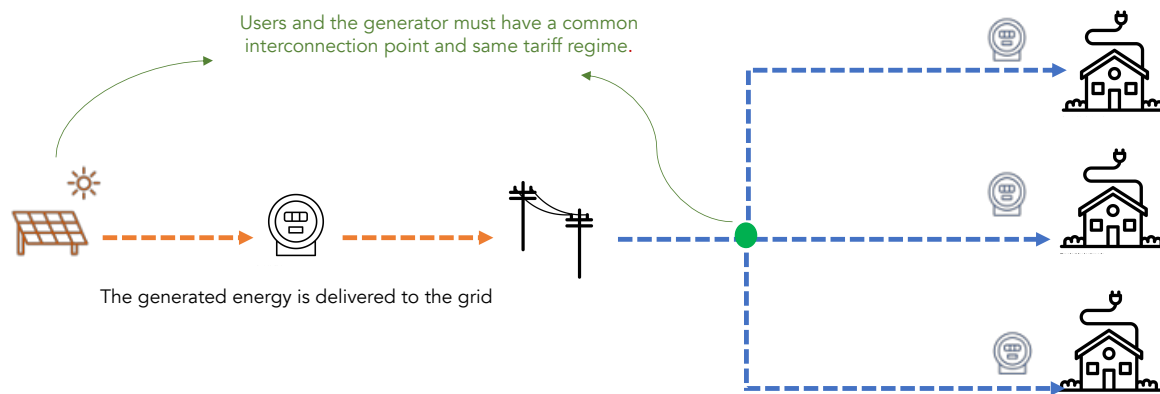 Users and the generator must have a common
interconnection point and same tariff regime.
The generated energy is delivered to the grid